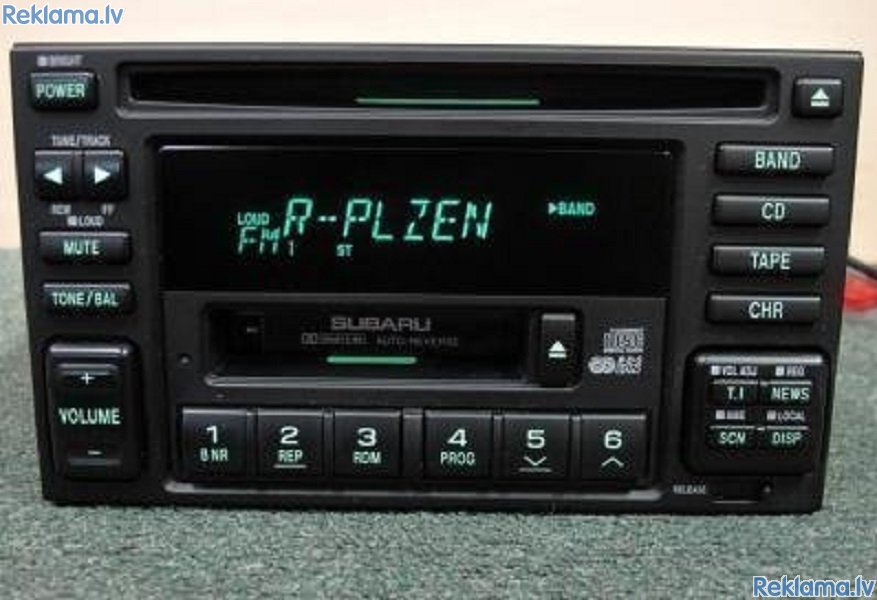 Reklama.lv
BRIGHT
POWER
TUNE/TRACK
REW FF
LOUD
MUTE
TONE/BAL
+
VOLUME
-
LOUD R-PLZEN ▶BAND
FM 1 ST
SUBARU
AUTO-REVERSE
1 2 3 4 5 6
B NR REP RDM PROG
BAND
CD
TAPE
CHR
VOL ADJ REG
T.I NEWS
LOCAL
SCN DISP
RELEASE
Reklama.lv